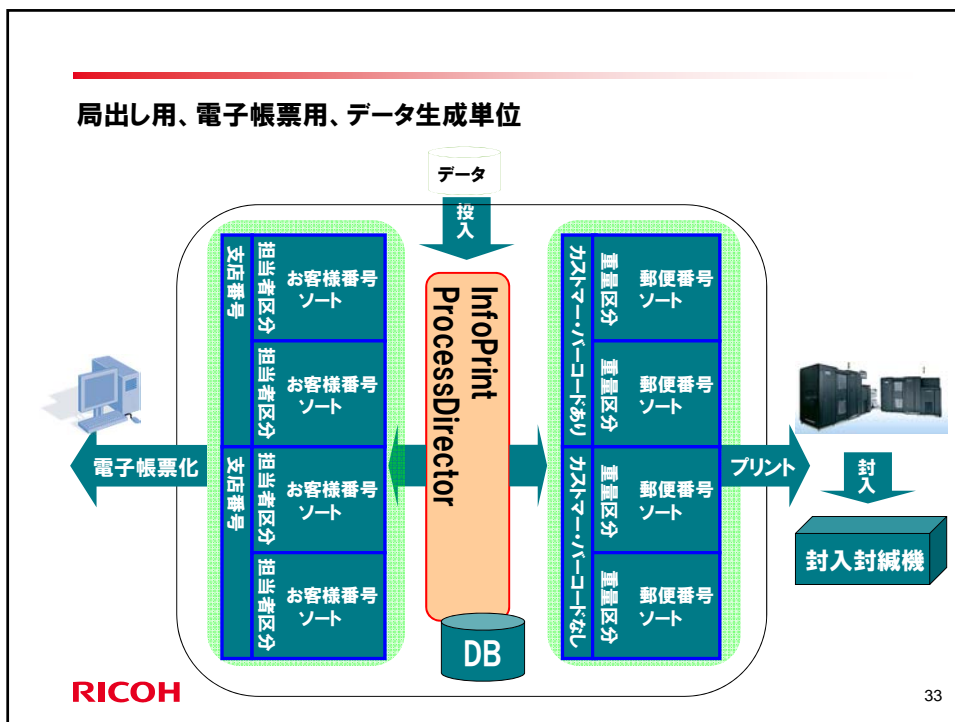 局出し用、電子帳票用、データ生成単位
データ
投入
支店番号
担当者区分
お客様番号
ソート
担当者区分
お客様番号
ソート
支店番号
担当者区分
お客様番号
ソート
担当者区分
お客様番号
ソート
電子帳票化
InfoPrint
ProcessDirector
DB
カストマー・バーコードあり
重量区分
郵便番号
ソート
重量区分
郵便番号
ソート
カストマー・バーコードなし
重量区分
郵便番号
ソート
重量区分
郵便番号
ソート
プリント
封入
封入封緘機
RICOH
33